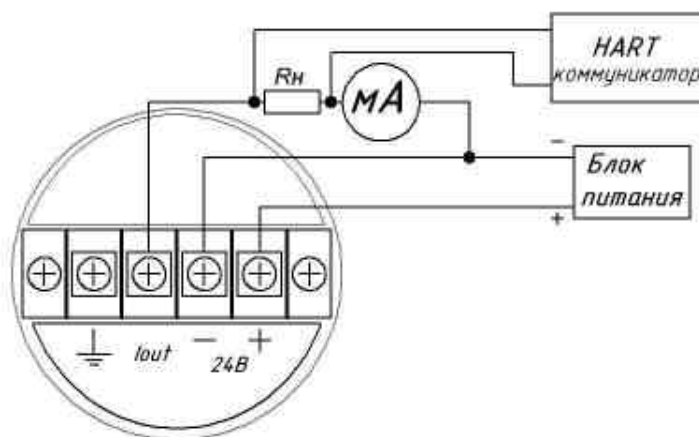 HART
коммуникатор
Rн
мА
−
Блок
питания
+
Iout
− +
24В